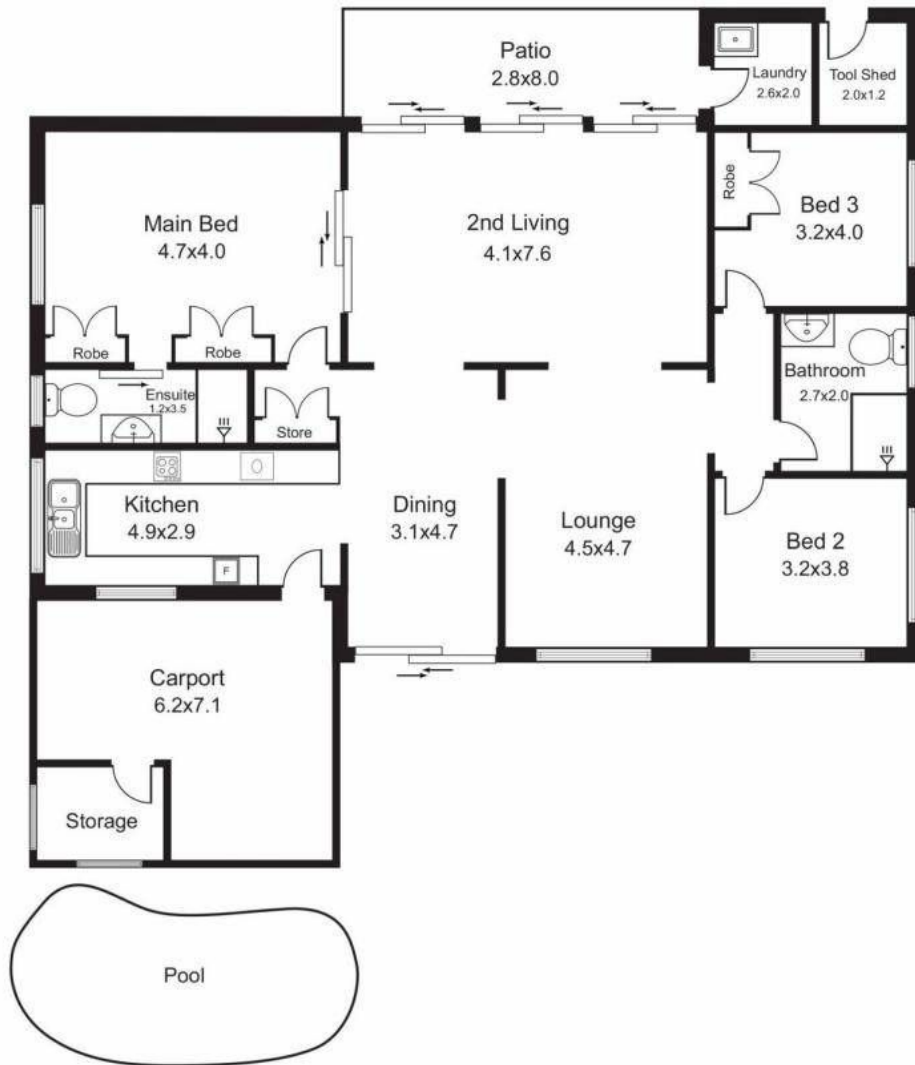 Patio
2.8x8.0
Laundry
2.6x2.0
Tool Shed
2.0x1.2
Main Bed
4.7x4.0
2nd Living
4.1x7.6
Robe
Bed 3
3.2x4.0
Robe
Robe
Ensuite
1.2x3.5
Store
Bathroom
2.7x2.0
Kitchen
4.9x2.9
F
Dining
3.1x4.7
Lounge
4.5x4.7
Bed 2
3.2x3.8
Carport
6.2x7.1
Storage
Pool